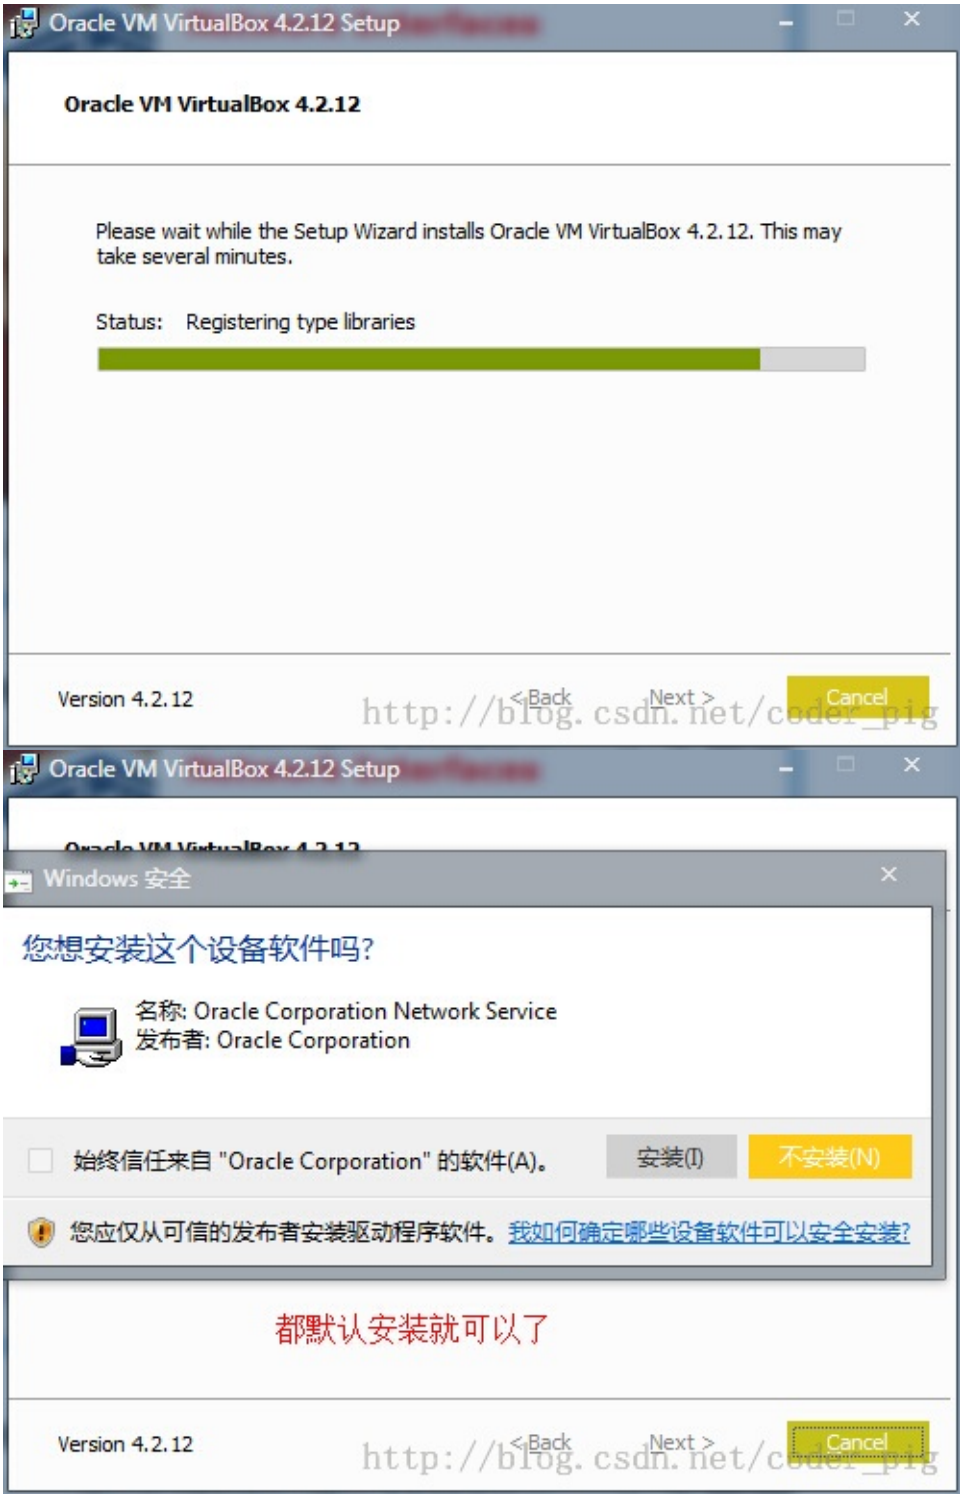 Oracle VM VirtualBox 4.2.12 Setup
Oracle VM VirtualBox 4.2.12
Please wait while the Setup Wizard installs Oracle VM VirtualBox 4.2.12. This may
take several minutes.
Status: Registering type libraries
Version 4.2.12
< Back
Next >
Cancel
http://blog.csdn.net/coder_pig
Oracle VM VirtualBox 4.2.12 Setup
Oracle VM VirtualBox 4.2.12
Windows 安全
您想安装这个设备软件吗?
名称: Oracle Corporation Network Service
发布者: Oracle Corporation
始终信任来自 "Oracle Corporation" 的软件(A)。
安装(I)
不安装(N)
您应仅从可信的发布者安装驱动程序软件。我如何确定哪些设备软件可以安全安装?
都默认安装就可以了
Version 4.2.12
< Back
Next >
Cancel
http://blog.csdn.net/coder_pig